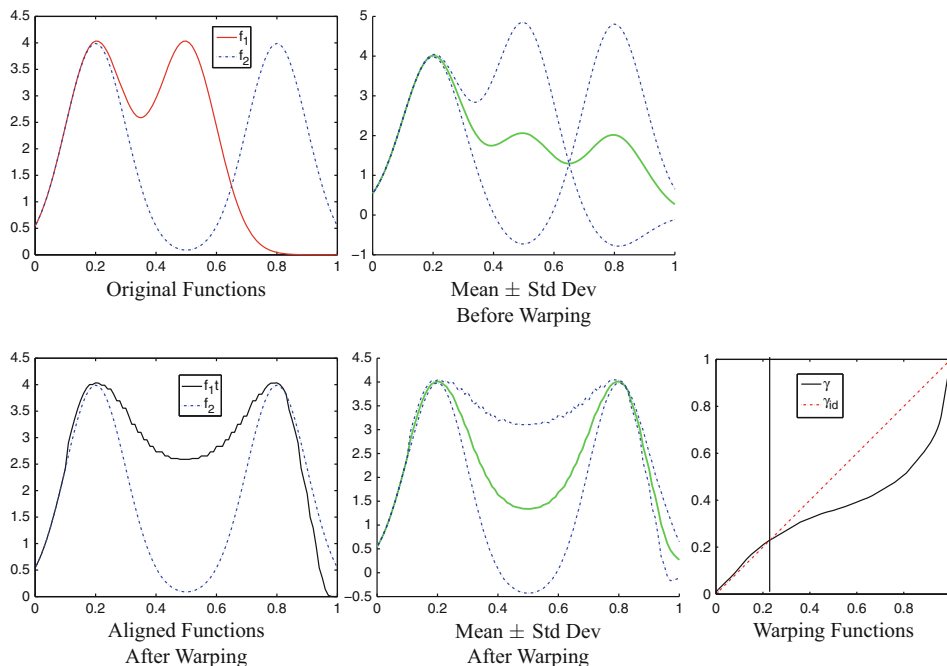 4.5
4
3.5
3
2.5
2
1.5
1
0.5
0
0 0.2 0.4 0.6 0.8 1
f1
f2
Original Functions
5
4
3
2
1
0
−1
0 0.2 0.4 0.6 0.8 1
Mean ± Std Dev
Before Warping
4.5
4
3.5
3
2.5
2
1.5
1
0.5
0
0 0.2 0.4 0.6 0.8 1
f1t
f2
Aligned Functions
After Warping
4.5
4
3.5
3
2.5
2
1.5
1
0.5
0
−0.5
0 0.2 0.4 0.6 0.8 1
Mean ± Std Dev
After Warping
1
0.8
0.6
0.4
0.2
0
0 0.2 0.4 0.6 0.8
γ
γid
Warping Functions